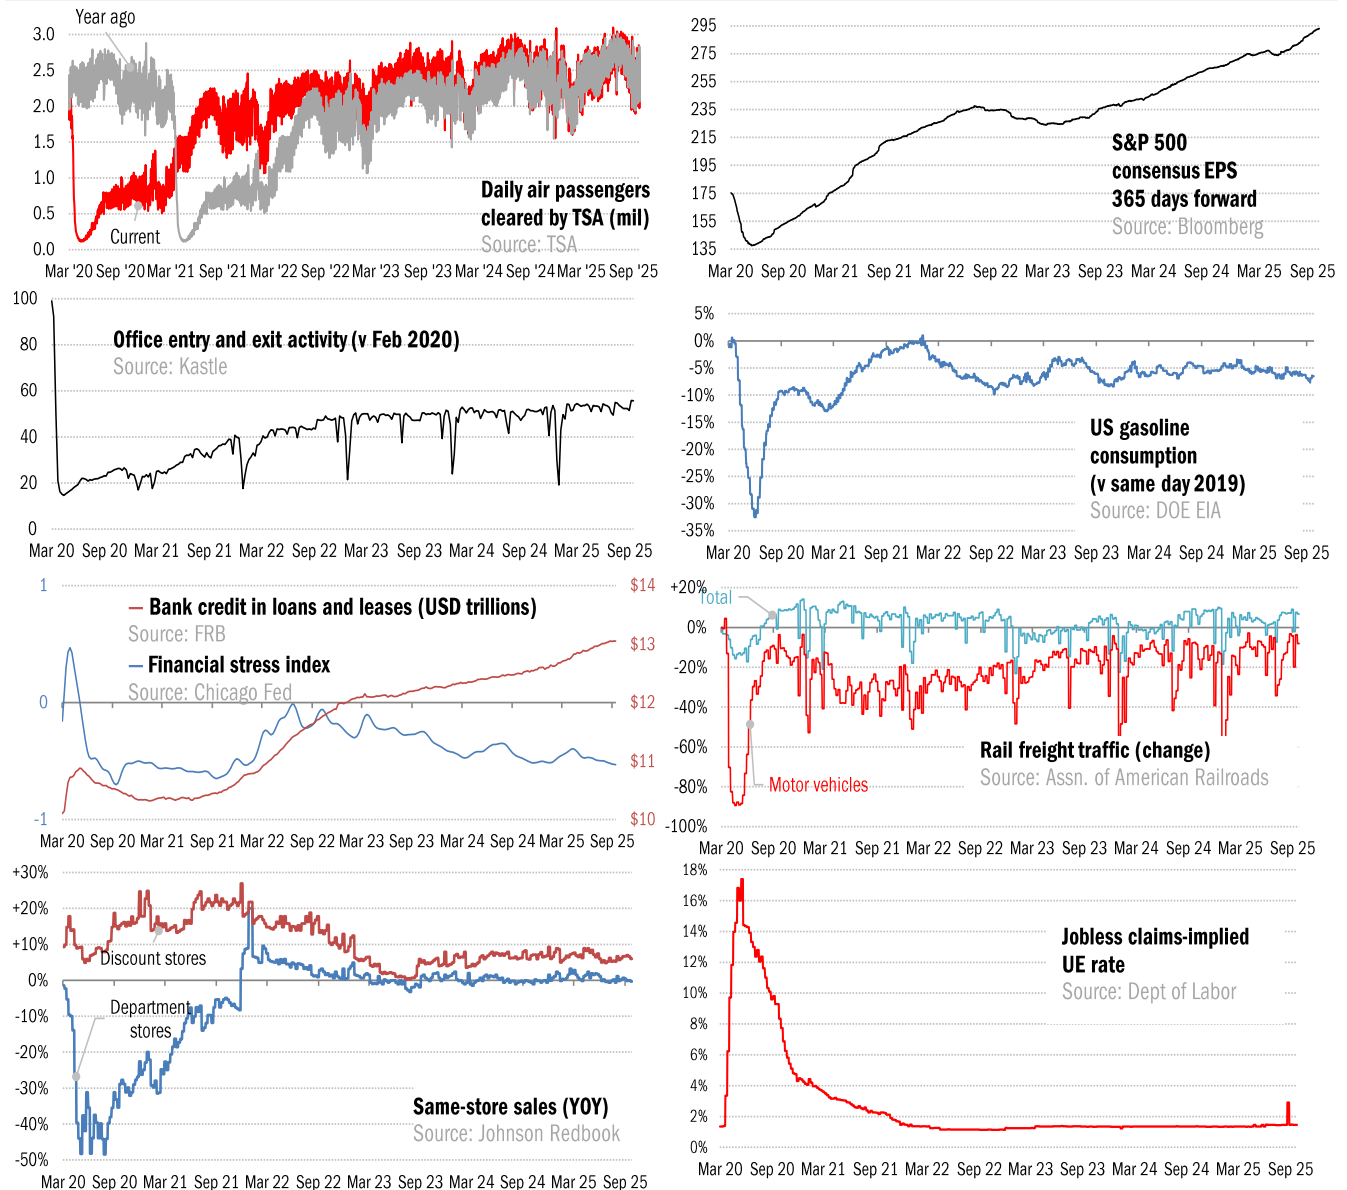 Year ago
3.0
2.5
2.0
1.5
1.0
0.5
0.0
Current
Daily air passengers
cleared by TSA (mil)
Source: TSA
Mar '20 Sep '20 Mar '21 Sep '21 Mar '22 Sep '22 Mar '23 Sep '23 Mar '24 Sep '24 Mar '25 Sep '25
295
275
255
235
215
195
175
155
135
S&P 500
consensus EPS
365 days forward
Source: Bloomberg
Mar 20 Sep 20 Mar 21 Sep 21 Mar 22 Sep 22 Mar 23 Sep 23 Mar 24 Sep 24 Mar 25 Sep 25
100
80
60
40
20
0
Office entry and exit activity (v Feb 2020)
Source: Kastle
Mar 20 Sep 20 Mar 21 Sep 21 Mar 22 Sep 22 Mar 23 Sep 23 Mar 24 Sep 24 Mar 25 Sep 25
5%
0%
-5%
-10%
-15%
-20%
-25%
-30%
-35%
US gasoline
consumption
(v same day 2019)
Source: DOE EIA
Mar 20 Sep 20 Mar 21 Sep 21 Mar 22 Sep 22 Mar 23 Sep 23 Mar 24 Sep 24 Mar 25 Sep 25
1
0
-1
Bank credit in loans and leases (USD trillions)
Source: FRB
Financial stress index
Source: Chicago Fed
$14
$13
$12
$11
$10
Mar 20 Sep 20 Mar 21 Sep 21 Mar 22 Sep 22 Mar 23 Sep 23 Mar 24 Sep 24 Mar 25 Sep 25
+20%
0%
-20%
-40%
-60%
-80%
-100%
Total
Motor vehicles
Rail freight traffic (change)
Source: Assn. of American Railroads
Mar 20 Sep 20 Mar 21 Sep 21 Mar 22 Sep 22 Mar 23 Sep 23 Mar 24 Sep 24 Mar 25 Sep 25
+30%
+20%
+10%
0%
-10%
-20%
-30%
-40%
-50%
Discount stores
Department
stores
Same-store sales (YOY)
Source: Johnson Redbook
Mar 20 Sep 20 Mar 21 Sep 21 Mar 22 Sep 22 Mar 23 Sep 23 Mar 24 Sep 24 Mar 25 Sep 25
18%
16%
14%
12%
10%
8%
6%
4%
2%
0%
Jobless claims-implied
UE rate
Source: Dept of Labor
Mar 20 Sep 20 Mar 21 Sep 21 Mar 22 Sep 22 Mar 23 Sep 23 Mar 24 Sep 24 Mar 25 Sep 25